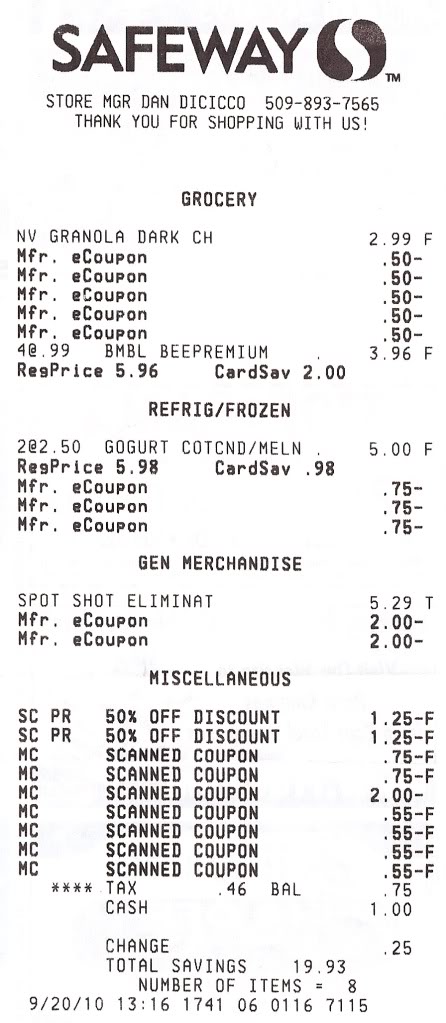 SAFEWAY TM
STORE MGR DAN DICICCO 509-893-7565
THANK YOU FOR SHOPPING WITH US!
GROCERY
NV GRANOLA DARK CH 2.99 F
Mfr. eCoupon .50-
Mfr. eCoupon .50-
Mfr. eCoupon .50-
Mfr. eCoupon .50-
Mfr. eCoupon .50-
4@.99 BMBL BEEPREMIUM . 3.96 F
RegPrice 5.96 CardSav 2.00
REFRIG/FROZEN
2@2.50 GOGURT COTCND/MELN . 5.00 F
RegPrice 5.98 CardSav .98
Mfr. eCoupon .75-
Mfr. eCoupon .75-
Mfr. eCoupon .75-
GEN MERCHANDISE
SPOT SHOT ELIMINAT 5.29 T
Mfr. eCoupon 2.00-
Mfr. eCoupon 2.00-
MISCELLANEOUS
SC PR 50% OFF DISCOUNT 1.25-F
SC PR 50% OFF DISCOUNT 1.25-F
MC SCANNED COUPON .75-F
MC SCANNED COUPON .75-F
MC SCANNED COUPON 2.00-
MC SCANNED COUPON .55-F
MC SCANNED COUPON .55-F
MC SCANNED COUPON .55-F
MC SCANNED COUPON .55-F
**** TAX .46 BAL .75
CASH 1.00
CHANGE .25
TOTAL SAVINGS 19.93
NUMBER OF ITEMS = 8
9/20/10 13:16 1741 06 0116 7115